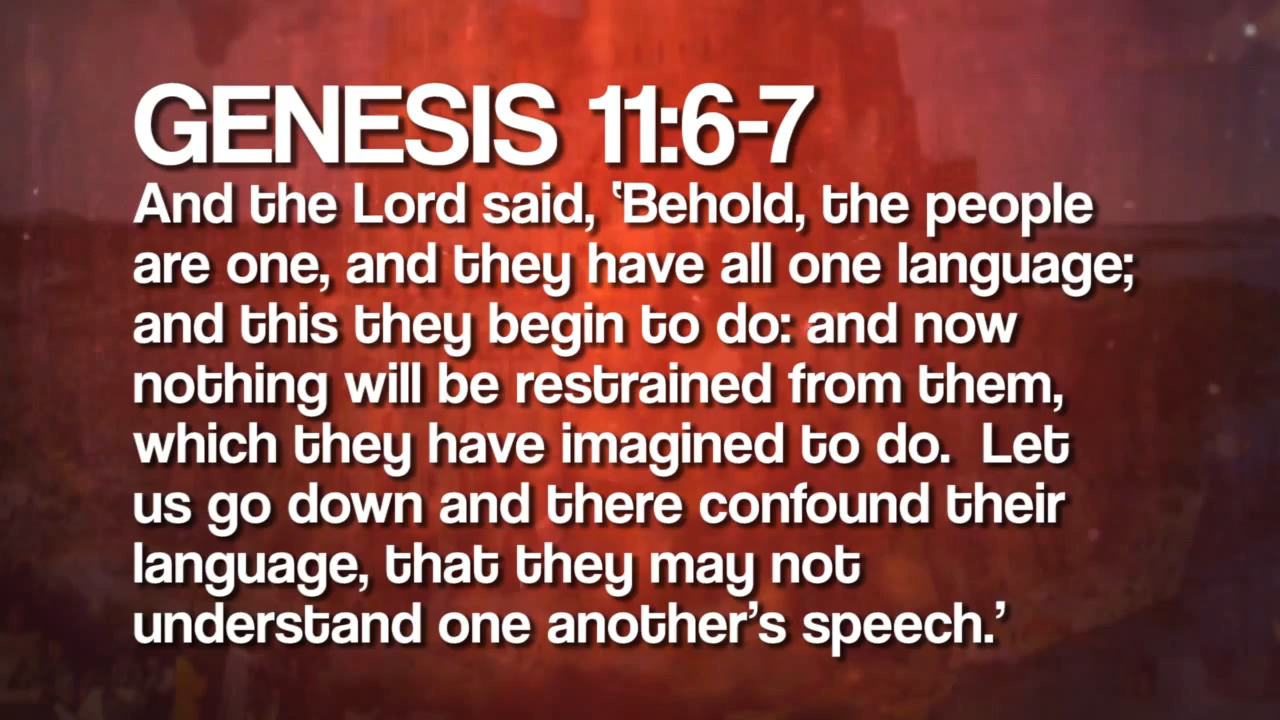 GENESIS 11:6-7
And the Lord said, ‘Behold, the people
are one, and they have all one language;
and this they begin to do: and now
nothing will be restrained from them,
which they have imagined to do.  Let
us go down and there confound their
language, that they may not
understand one another’s speech.’